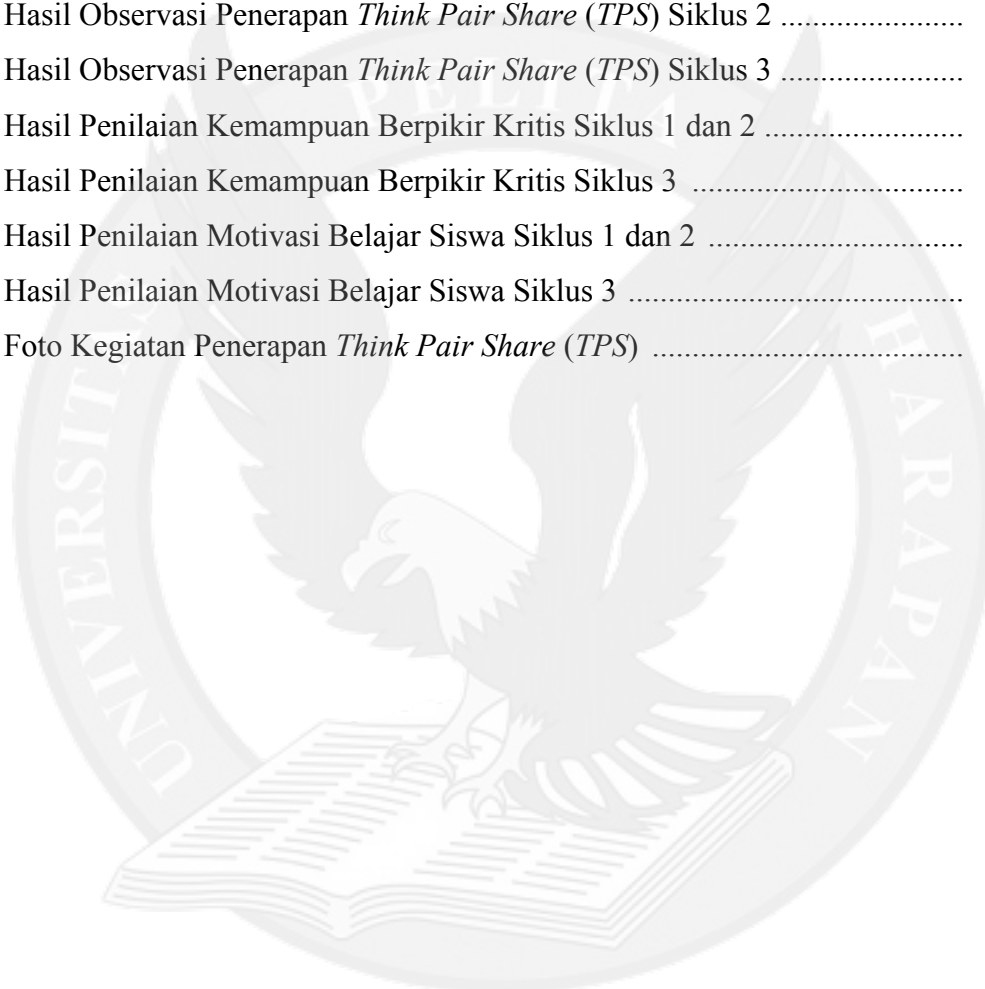 Hasil Observasi Penerapan Think Pair Share (TPS) Siklus 2 ......................
Hasil Observasi Penerapan Think Pair Share (TPS) Siklus 3 ......................
Hasil Penilaian Kemampuan Berpikir Kritis Siklus 1 dan 2 ........................
Hasil Penilaian Kemampuan Berpikir Kritis Siklus 3 .................................
Hasil Penilaian Motivasi Belajar Siswa Siklus 1 dan 2 ...............................
Hasil Penilaian Motivasi Belajar Siswa Siklus 3 .........................................
Foto Kegiatan Penerapan Think Pair Share (TPS) ......................................
UNIVERSITAS PELITA HARAPAN